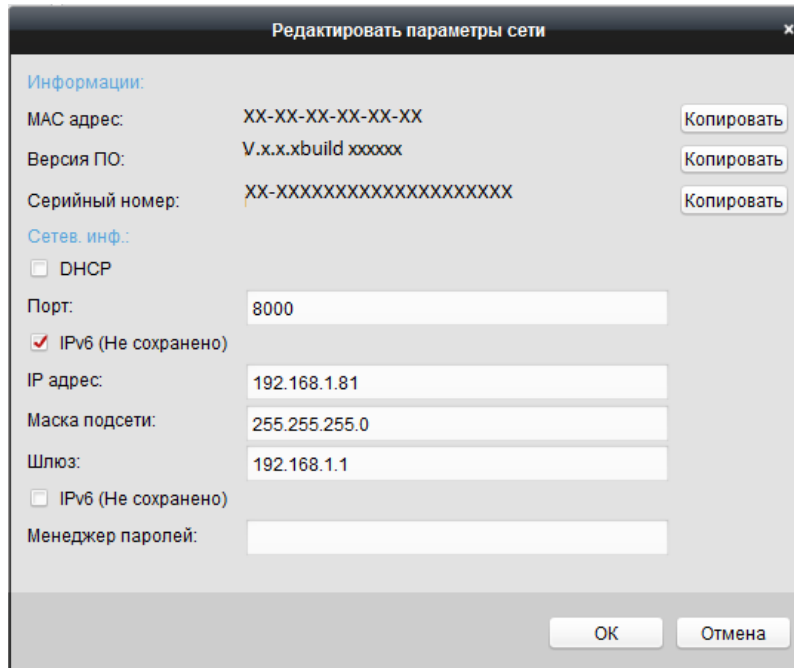 Редактировать параметры сети ×
Информации:
MAC адрес: XX-XX-XX-XX-XX-XX Копировать
Версия ПО: V.x.x.xbuild xxxxxx Копировать
Серийный номер: XX-XXXXXXXXXXXXXXXXXXXX Копировать
Сетев. инф.:
DHCP
Порт: 8000
IPv6 (Не сохранено)
IP адрес: 192.168.1.81
Маска подсети: 255.255.255.0
Шлюз: 192.168.1.1
IPv6 (Не сохранено)
Менеджер паролей:
OK Отмена